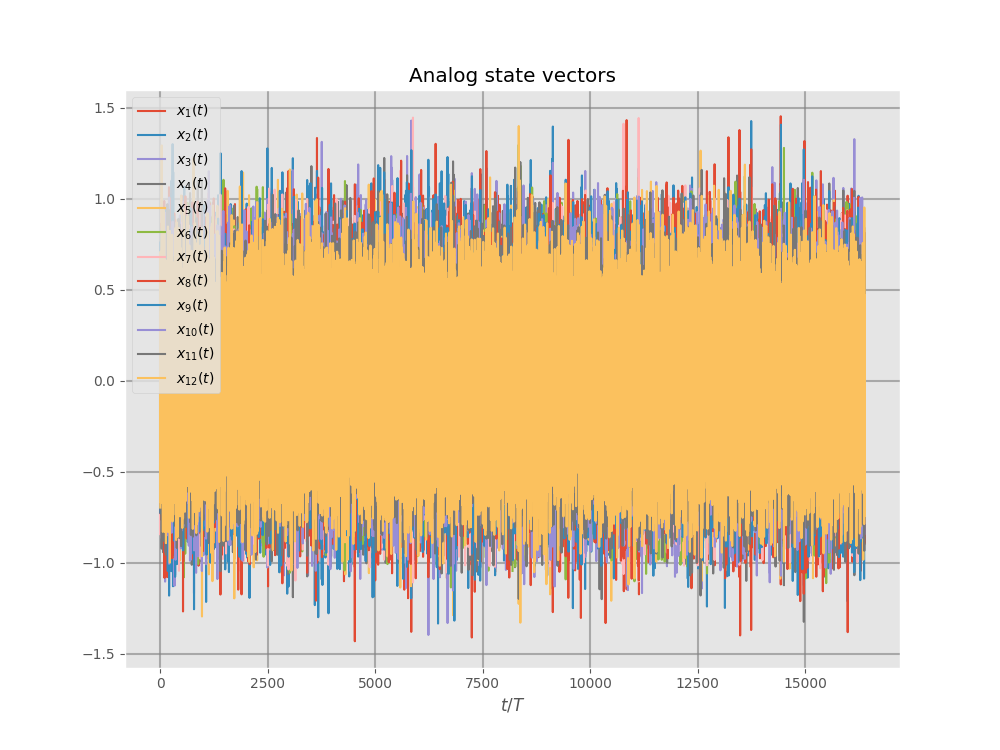 Analog state vectors
1.5
1.0
0.5
0.0
−0.5
−1.0
−1.5
x₁(t)
x₂(t)
x₃(t)
x₄(t)
x₅(t)
x₆(t)
x₇(t)
x₈(t)
x₉(t)
x₁₀(t)
x₁₁(t)
x₁₂(t)
0 2500 5000 7500 10000 12500 15000
t/T